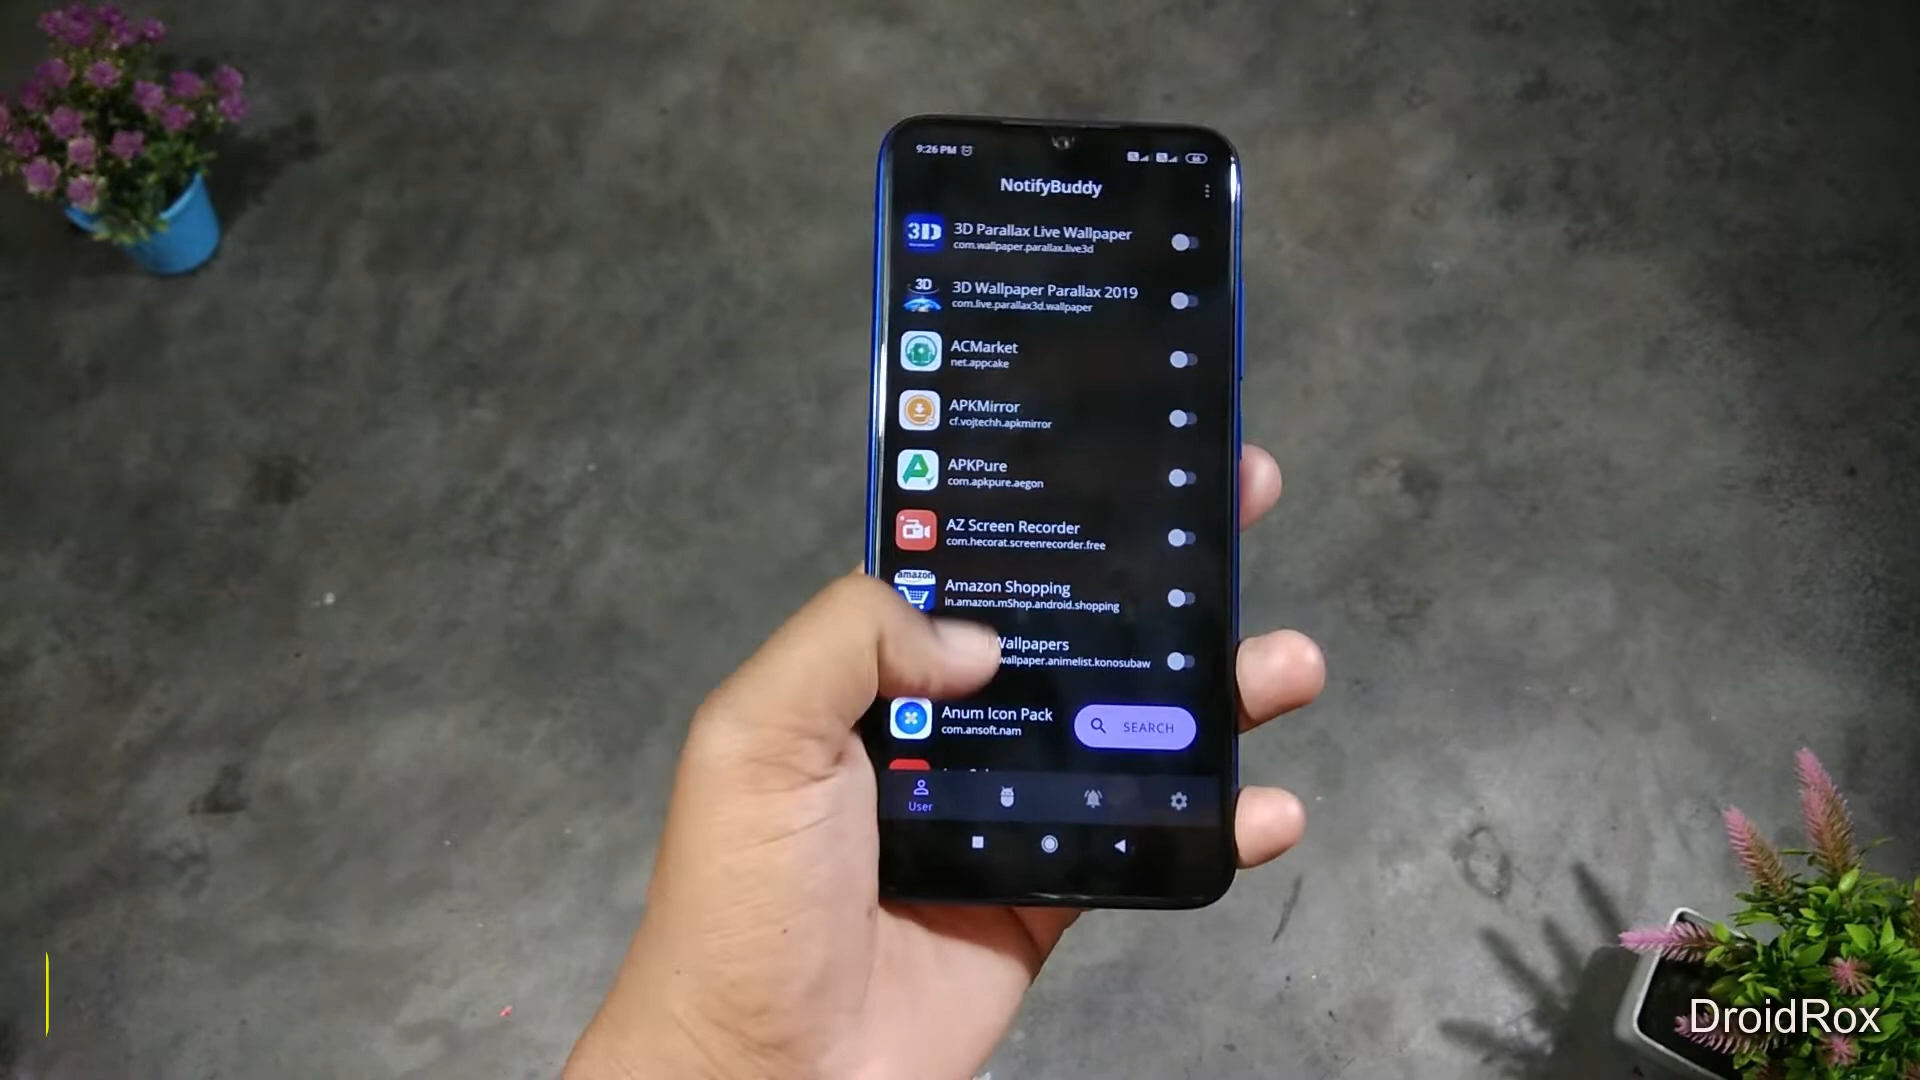 9:26 PM
66
NotifyBuddy
3D
3D Parallax Live Wallpaper
com.wallpaper.parallax.live3d
3D
3D Wallpaper Parallax 2019
com.live.parallax3d.wallpaper
ACMarket
net.appcake
APKMirror
cf.vojtechh.apkmirror
APKPure
com.apkpure.aegon
AZ Screen Recorder
com.hecorat.screenrecorder.free
amazon
Amazon Shopping
in.amazon.mShop.android.shopping
Wallpapers
wallpaper.animelist.konosubaw
Anum Icon Pack
com.ansoft.nam
SEARCH
User
DroidRox